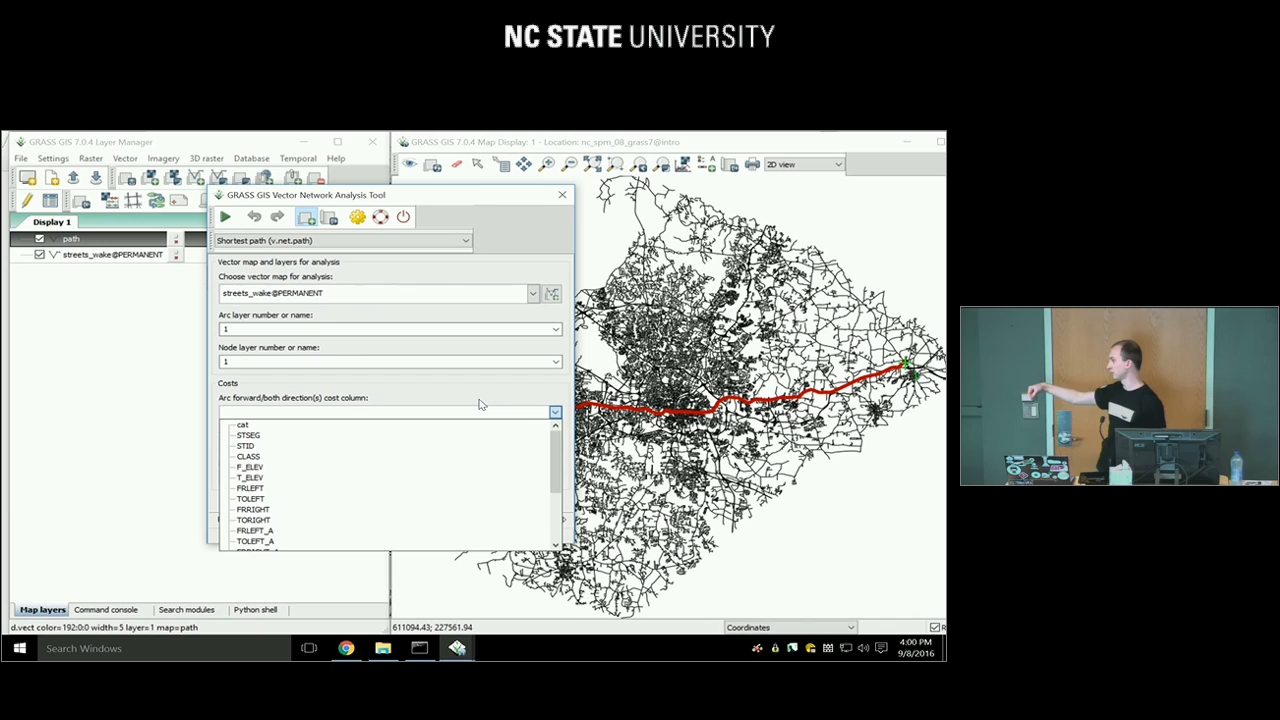 NC STATE UNIVERSITY
GRASS GIS 7.0.4 Layer Manager
File Settings Raster Vector Imagery 3D raster Database Temporal Help
Display 1
path
streets_wake@PERMANENT
Map layers Command console Search modules Python shell
d.vect color=192:0:0 width=5 layer=1 map=path
GRASS GIS Vector Network Analysis Tool
Shortest path (v.net.path)
Vector map and layers for analysis
Choose vector map for analysis:
streets_wake@PERMANENT
Arc layer number or name:
1
Node layer number or name:
1
Costs
Arc forward/both direction(s) cost column:
cat
STSEG
STID
CLASS
F_ELEV
T_ELEV
FRLEFT
TOLEFT
FRRIGHT
TORIGHT
FRLEFT_A
TOLEFT_A
GRASS GIS 7.0.4 Map Display: 1 - Location: nc_spm_08_grass7@intro
2D view
611094.43; 227561.94
Coordinates
R
Search Windows
4:00 PM
9/8/2016